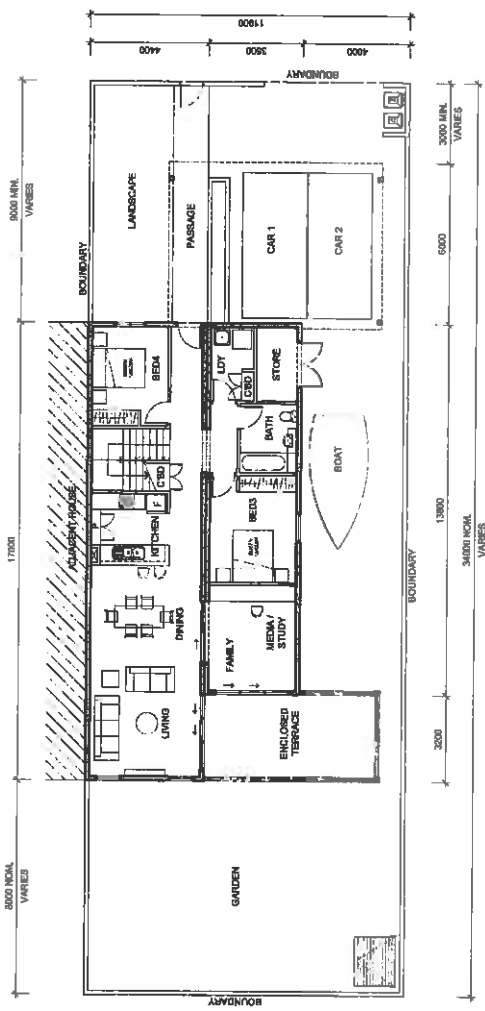 11900
4400
3500
4000
BOUNDARY
9000 MIN.
VARIES
3000 MIN.
VARIES
LANDSCAPE
PASSAGE
CAR 1
CAR 2
6000
BOUNDARY
BED4
LDY
CBD
STORE
BATH
C'BD
ADJACENT HOUSE
17000
F
P
KITCHEN
BED3
BOAT
13800
34000 NOM.
VARIES
BOUNDARY
DINING
FAMILY
MEDIA /
STUDY
LIVING
ENCLOSED
TERRACE
3200
8000 NOM.
VARIES
GARDEN
BOUNDARY